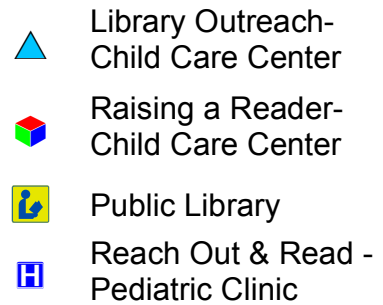 Library Outreach-
Child Care Center
Raising a Reader-
Child Care Center
Public Library
Reach Out & Read -
H Pediatric Clinic